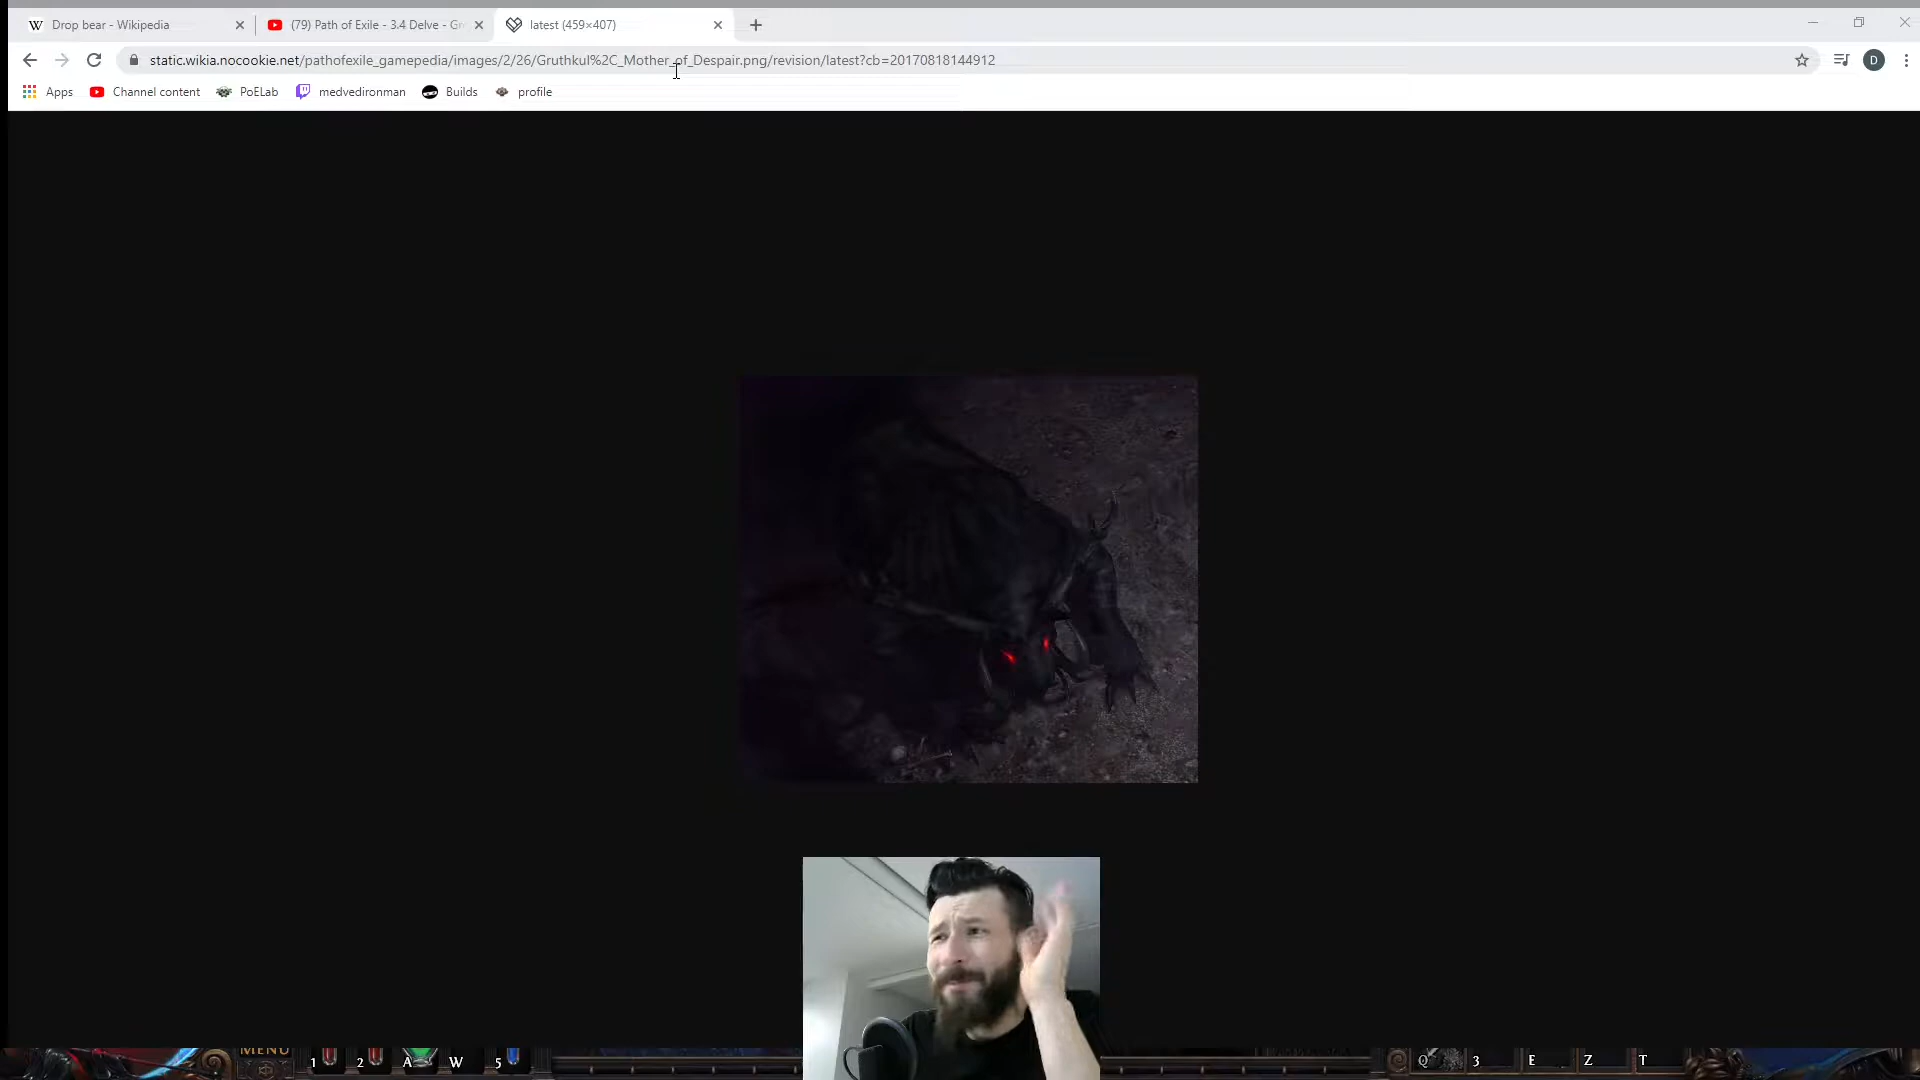 Drop bear - Wikipedia
(79) Path of Exile - 3.4 Delve - Gr
latest (459×407)
static.wikia.nocookie.net/pathofexile_gamepedia/images/2/26/Gruthkul%2C_Mother_of_Despair.png/revision/latest?cb=20170818144912
D
Apps
Channel content
PoELab
medvedironman
Builds
profile
MENU
1 2 A W 5
Q 3 E Z T